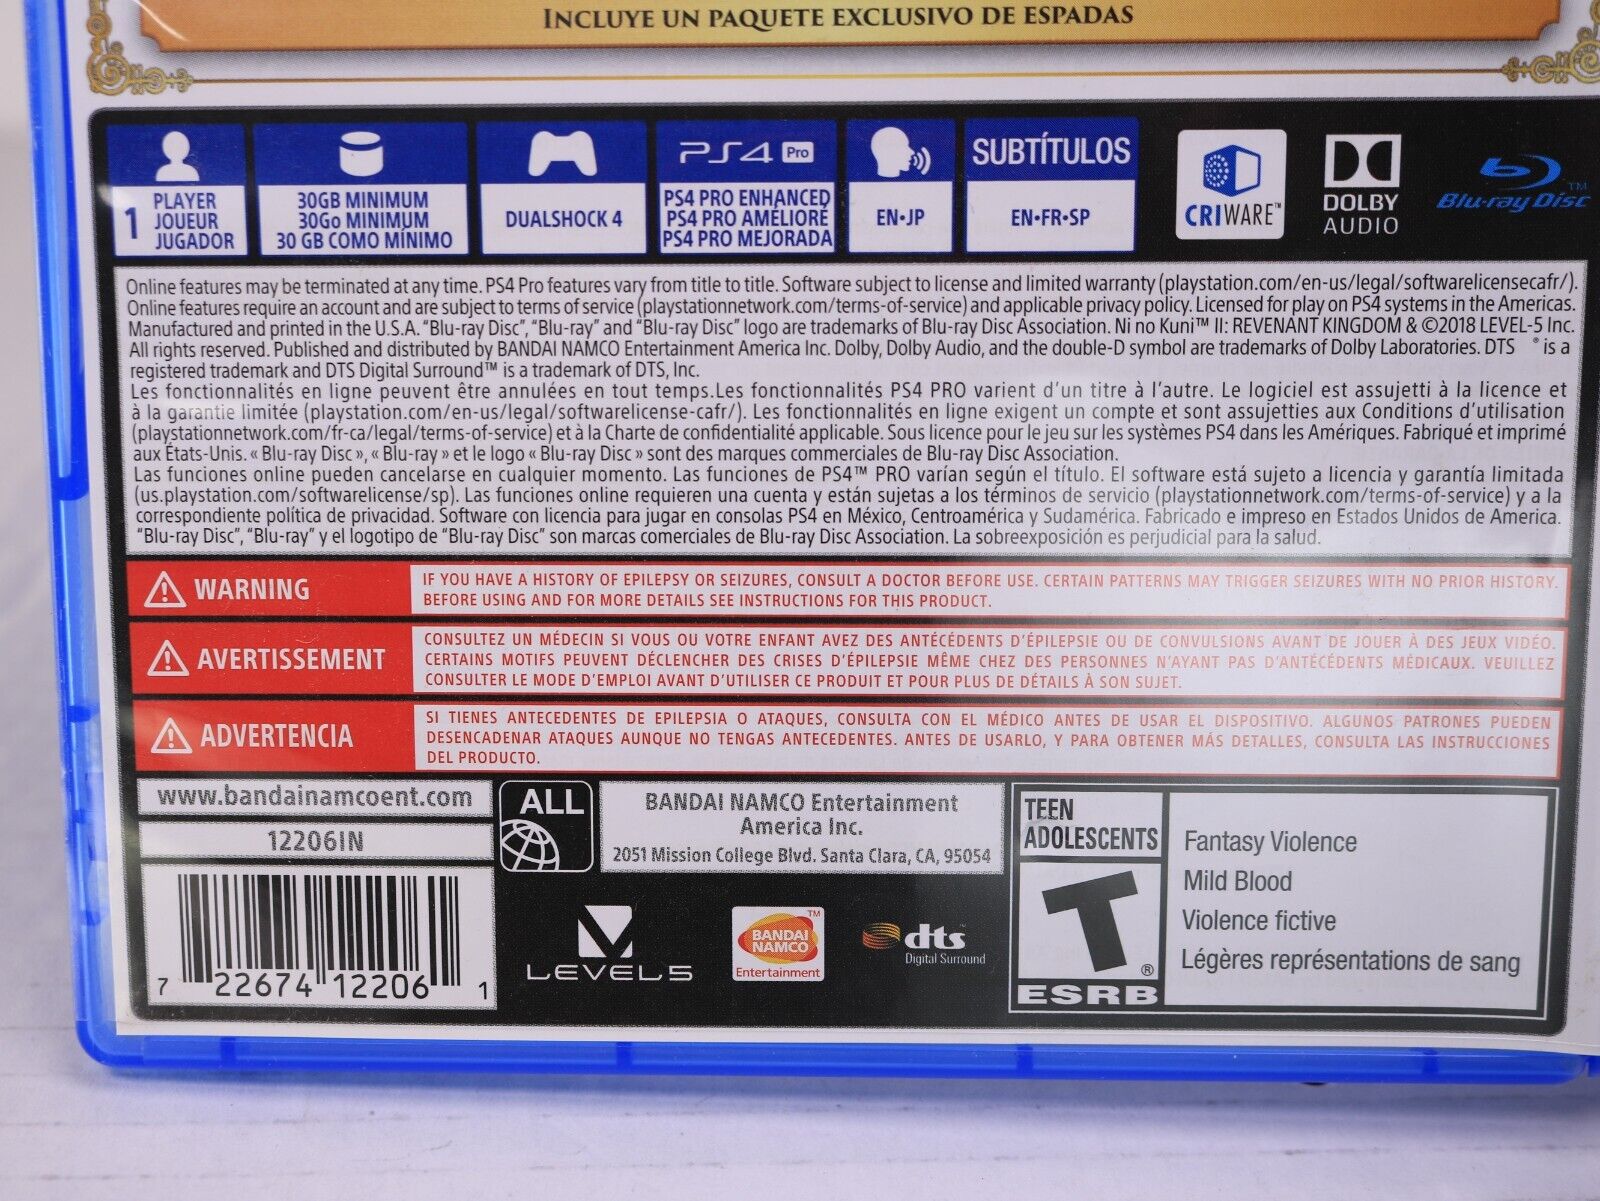 INCLUYE UN PAQUETE EXCLUSIVO DE ESPADAS
1 PLAYER
JOUEUR
JUGADOR
30GB MINIMUM
30Go MINIMUM
30 GB COMO MÍNIMO
DUALSHOCK 4
PS4 Pro
PS4 PRO ENHANCED
PS4 PRO AMÉLIORÉ
PS4 PRO MEJORADA
EN•JP
SUBTÍTULOS
EN•FR•SP
CRIWARE™
DOLBY
AUDIO
Blu-ray Disc™
Online features may be terminated at any time. PS4 Pro features vary from title to title. Software subject to license and limited warranty (playstation.com/en-us/legal/softwarelicensecafr/).
Online features require an account and are subject to terms of service (playstationnetwork.com/terms-of-service) and applicable privacy policy. Licensed for play on PS4 systems in the Americas.
Manufactured and printed in the U.S.A. “Blu-ray Disc”, “Blu-ray” and “Blu-ray Disc” logo are trademarks of Blu-ray Disc Association. Ni no Kuni™ II: REVENANT KINGDOM & ©2018 LEVEL-5 Inc.
All rights reserved. Published and distributed by BANDAI NAMCO Entertainment America Inc. Dolby, Dolby Audio, and the double-D symbol are trademarks of Dolby Laboratories. DTS ® is a
registered trademark and DTS Digital Surround™ is a trademark of DTS, Inc.
Les fonctionnalités en ligne peuvent être annulées en tout temps.Les fonctionnalités PS4 PRO varient d’un titre à l’autre. Le logiciel est assujetti à la licence et
à la garantie limitée (playstation.com/en-us/legal/softwarelicense-cafr/). Les fonctionnalités en ligne exigent un compte et sont assujetties aux Conditions d’utilisation
(playstationnetwork.com/fr-ca/legal/terms-of-service) et à la Charte de confidentialité applicable. Sous licence pour le jeu sur les systèmes PS4 dans les Amériques. Fabriqué et imprimé
aux États-Unis. « Blu-ray Disc », « Blu-ray » et le logo « Blu-ray Disc » sont des marques commerciales de Blu-ray Disc Association.
Las funciones online pueden cancelarse en cualquier momento. Las funciones de PS4™ PRO varían según el título. El software está sujeto a licencia y garantía limitada
(us.playstation.com/softwarelicense/sp). Las funciones online requieren una cuenta y están sujetas a los términos de servicio (playstationnetwork.com/terms-of-service) y a la
correspondiente política de privacidad. Software con licencia para jugar en consolas PS4 en México, Centroamérica y Sudamérica. Fabricado e impreso en Estados Unidos de America.
“Blu-ray Disc”, “Blu-ray” y el logotipo de “Blu-ray Disc” son marcas comerciales de Blu-ray Disc Association. La sobreexposición es perjudicial para la salud.
WARNING
IF YOU HAVE A HISTORY OF EPILEPSY OR SEIZURES, CONSULT A DOCTOR BEFORE USE. CERTAIN PATTERNS MAY TRIGGER SEIZURES WITH NO PRIOR HISTORY.
BEFORE USING AND FOR MORE DETAILS SEE INSTRUCTIONS FOR THIS PRODUCT.
AVERTISSEMENT
CONSULTEZ UN MÉDECIN SI VOUS OU VOTRE ENFANT AVEZ DES ANTÉCÉDENTS D’ÉPILEPSIE OU DE CONVULSIONS AVANT DE JOUER À DES JEUX VIDÉO.
CERTAINS MOTIFS PEUVENT DÉCLENCHER DES CRISES D’ÉPILEPSIE MÊME CHEZ DES PERSONNES N’AYANT PAS D’ANTÉCÉDENTS MÉDICAUX. VEUILLEZ
CONSULTER LE MODE D’EMPLOI AVANT D’UTILISER CE PRODUIT ET POUR PLUS DE DÉTAILS À SON SUJET.
ADVERTENCIA
SI TIENES ANTECEDENTES DE EPILEPSIA O ATAQUES, CONSULTA CON EL MÉDICO ANTES DE USAR EL DISPOSITIVO. ALGUNOS PATRONES PUEDEN
DESENCADENAR ATAQUES AUNQUE NO TENGAS ANTECEDENTES. ANTES DE USARLO, Y PARA OBTENER MÁS DETALLES, CONSULTA LAS INSTRUCCIONES
DEL PRODUCTO.
www.bandainamcoent.com
12206IN
7 22674 12206 1
ALL
BANDAI NAMCO Entertainment
America Inc.
2051 Mission College Blvd. Santa Clara, CA, 95054
LEVEL5
BANDAI
NAMCO
™
Entertainment
dts™
Digital Surround
TEEN
ADOLESCENTS
T
®
ESRB
Fantasy Violence
Mild Blood
Violence fictive
Légères représentations de sang